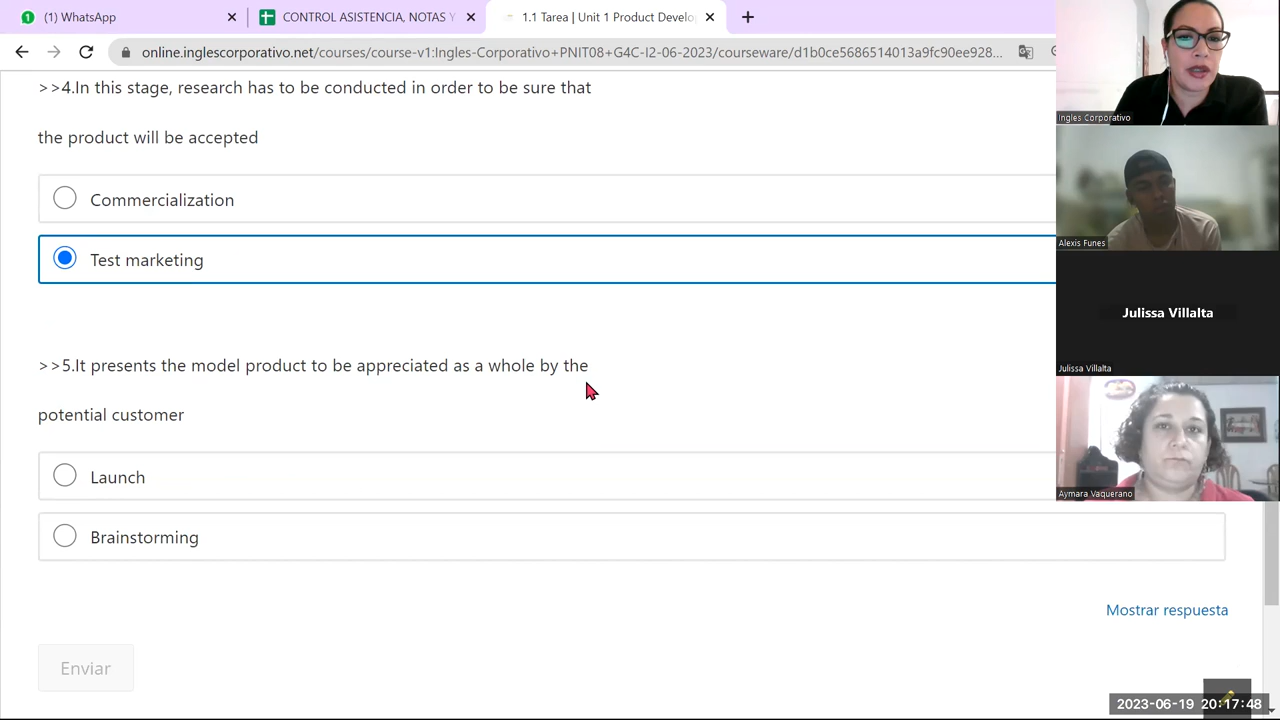 (1) WhatsApp
CONTROL ASISTENCIA, NOTAS
1.1 Tarea | Unit 1 Product Develo
online.inglescorporativo.net/courses/course-v1:Ingles-Corporativo+PNIT08+G4C-I2-06-2023/courseware/d1b0ce5686514013a9fc90ee928...
>>4.In this stage, research has to be conducted in order to be sure that
the product will be accepted
Commercialization
Test marketing
>>5.It presents the model product to be appreciated as a whole by the
potential customer
Launch
Brainstorming
Mostrar respuesta
Enviar
Ingles Corporativo
Alexis Funes
Julissa Villalta
Julissa Villalta
Aymara Vaquerano
2023-06-19 20:17:48